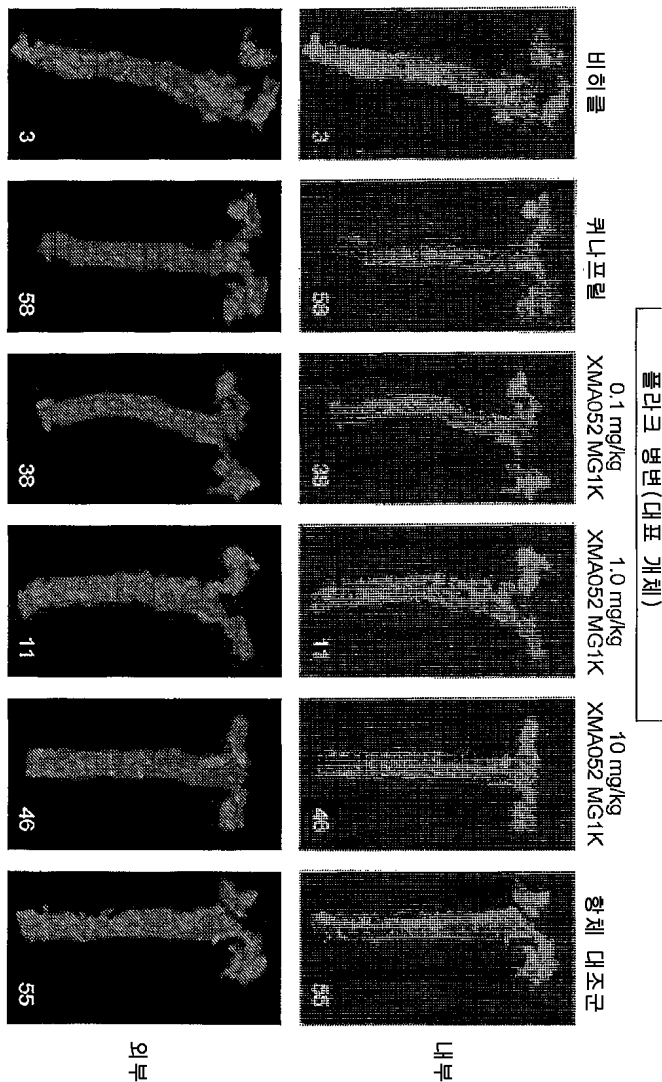 플라크 병변(대표 개체)
비히클
퀴나프릴
0.1 mg/kg
XMA052 MG1K
1.0 mg/kg
XMA052 MG1K
10 mg/kg
XMA052 MG1K
항체 대조군
3
58
38
11
46
55
내부
3
58
38
11
46
55
외부